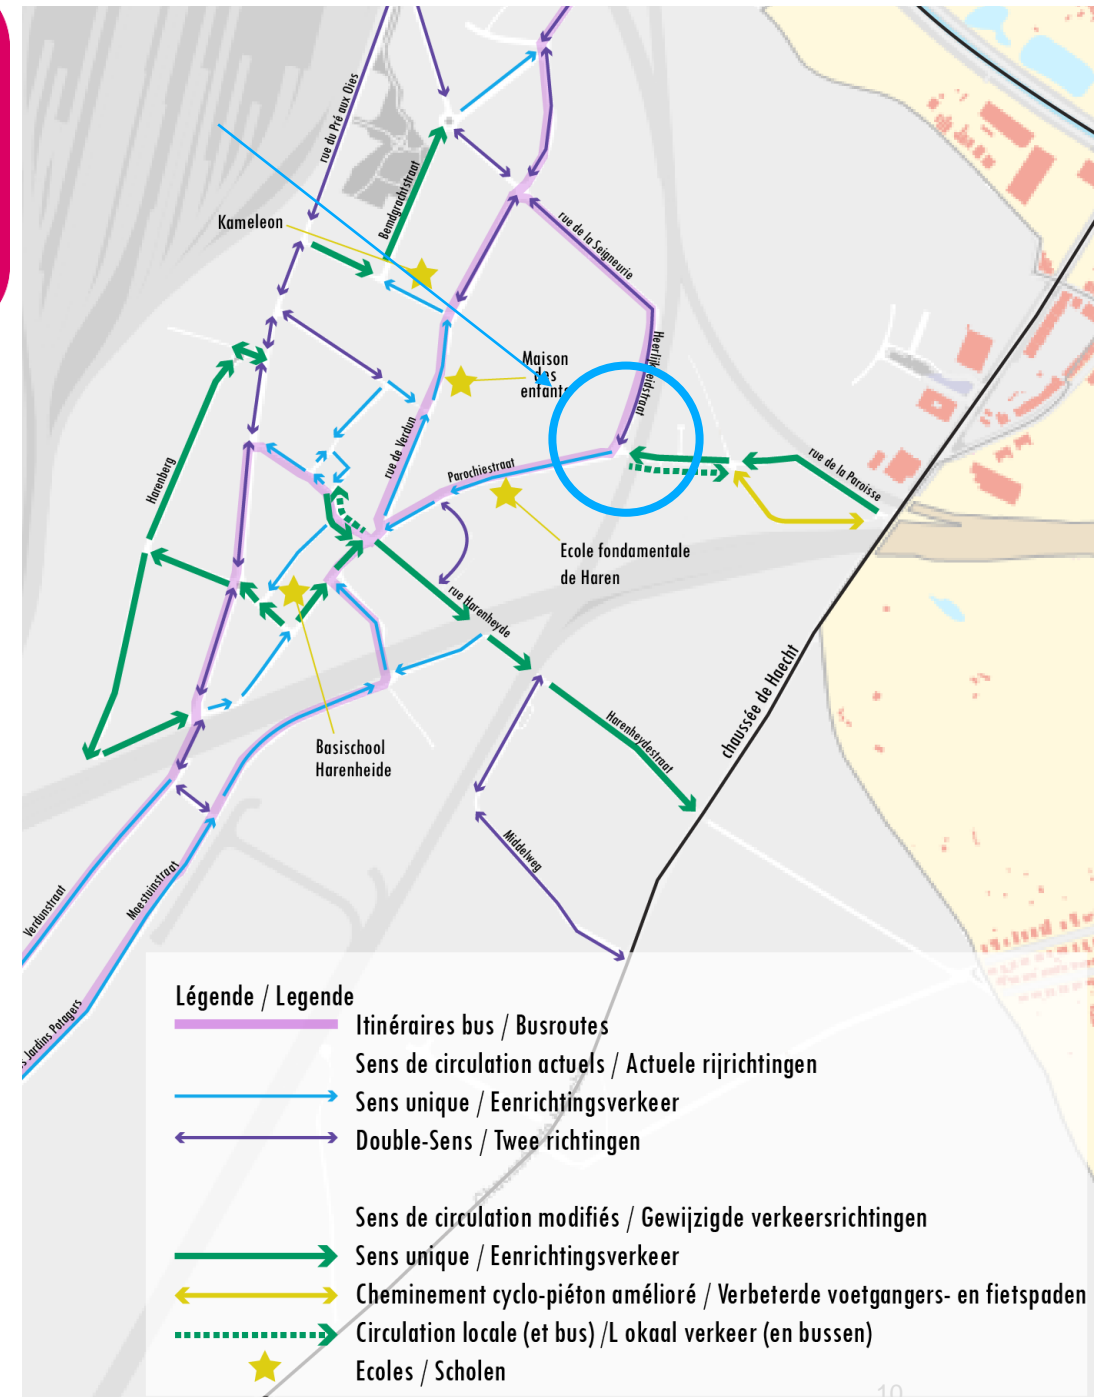 rue du Pré aux Oies
Bemdgrachtstraat
Kameleon
rue de la Seigneurie
Heerlijkheidstraat
Maison
des
enfants
rue de Verdun
Harenberg
Parochiestraat
rue de la Paroisse
Ecole fondamentale
de Haren
rue Harenheyde
Basischool
Harenheide
Harenheydestraat
chaussée de Haecht
Middelweg
Verdunstraat
Moestuinstraat
s Jardins Potagers
Légende / Legende
Itinéraires bus / Busroutes
Sens de circulation actuels / Actuele rijrichtingen
Sens unique / Eenrichtingsverkeer
Double-Sens / Twee richtingen
Sens de circulation modifiés / Gewijzigde verkeersrichtingen
Sens unique / Eenrichtingsverkeer
Cheminement cyclo-piéton amélioré / Verbeterde voetgangers- en fietspaden
Circulation locale (et bus) /L okaal verkeer (en bussen)
Ecoles / Scholen
10